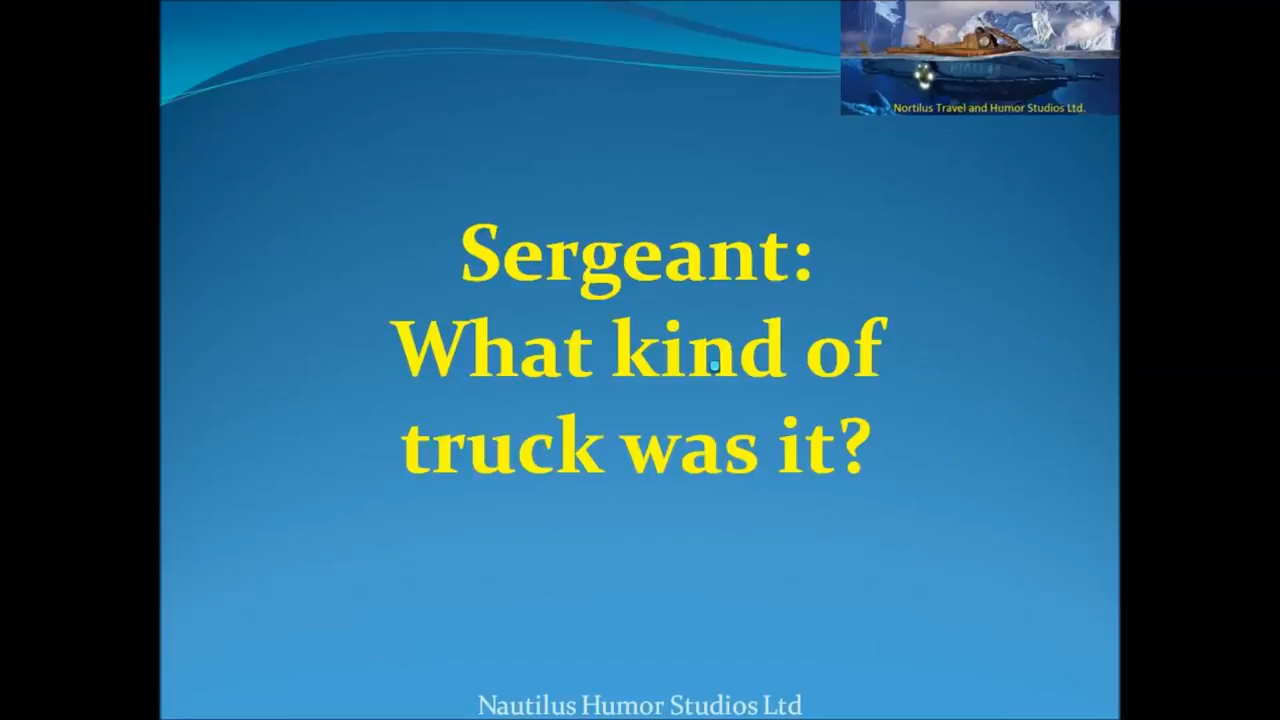 Nortilus Travel and Humor Studios Ltd.
Sergeant:
What kind of
truck was it?
Nautilus Humor Studios Ltd